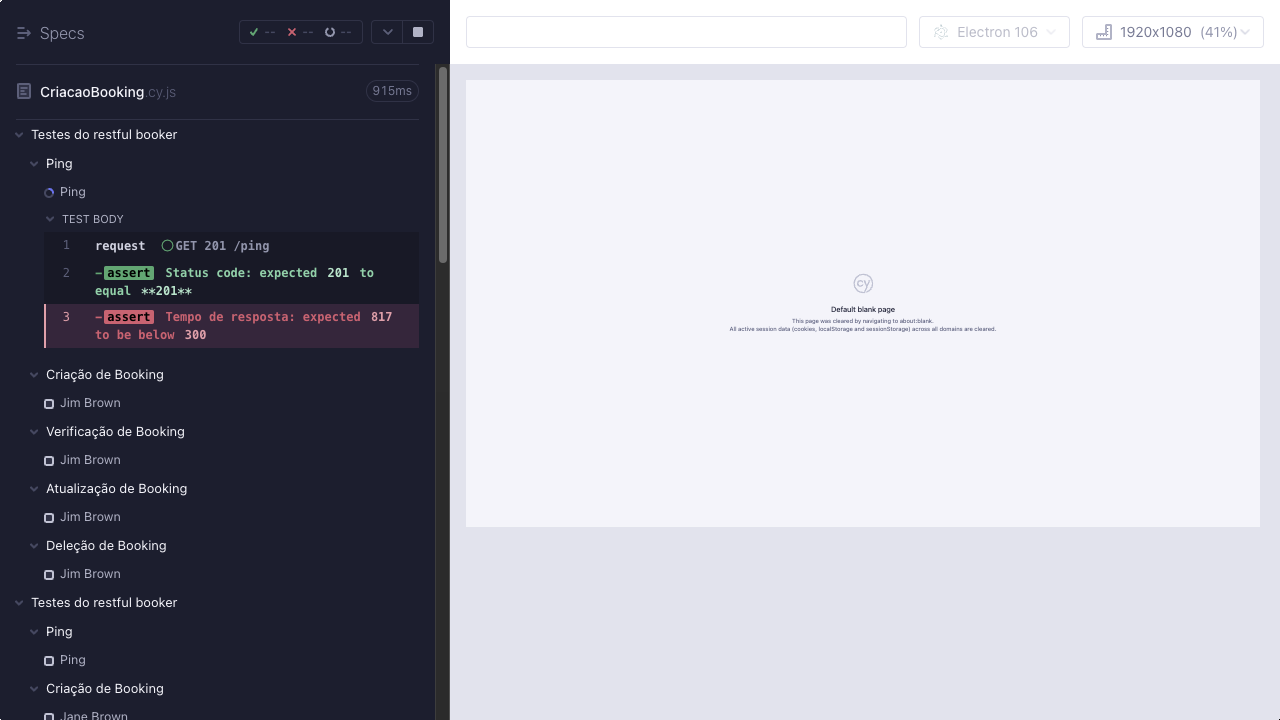 Specs
--
--
--
Electron 106
1920x1080 (41%)
CriacaoBooking.cy.js
915ms
Testes do restful booker
Ping
Ping
TEST BODY
1 request GET 201 /ping
2 -assert Status code: expected 201 to
equal **201**
3 -assert Tempo de resposta: expected 817
to be below 300
Criação de Booking
Jim Brown
Verificação de Booking
Jim Brown
Atualização de Booking
Jim Brown
Deleção de Booking
Jim Brown
Testes do restful booker
Ping
Ping
Criação de Booking
Jane Brown
cy
Default blank page
This page was cleared by navigating to about:blank.
All active session data (cookies, localStorage and sessionStorage) across all domains are cleared.